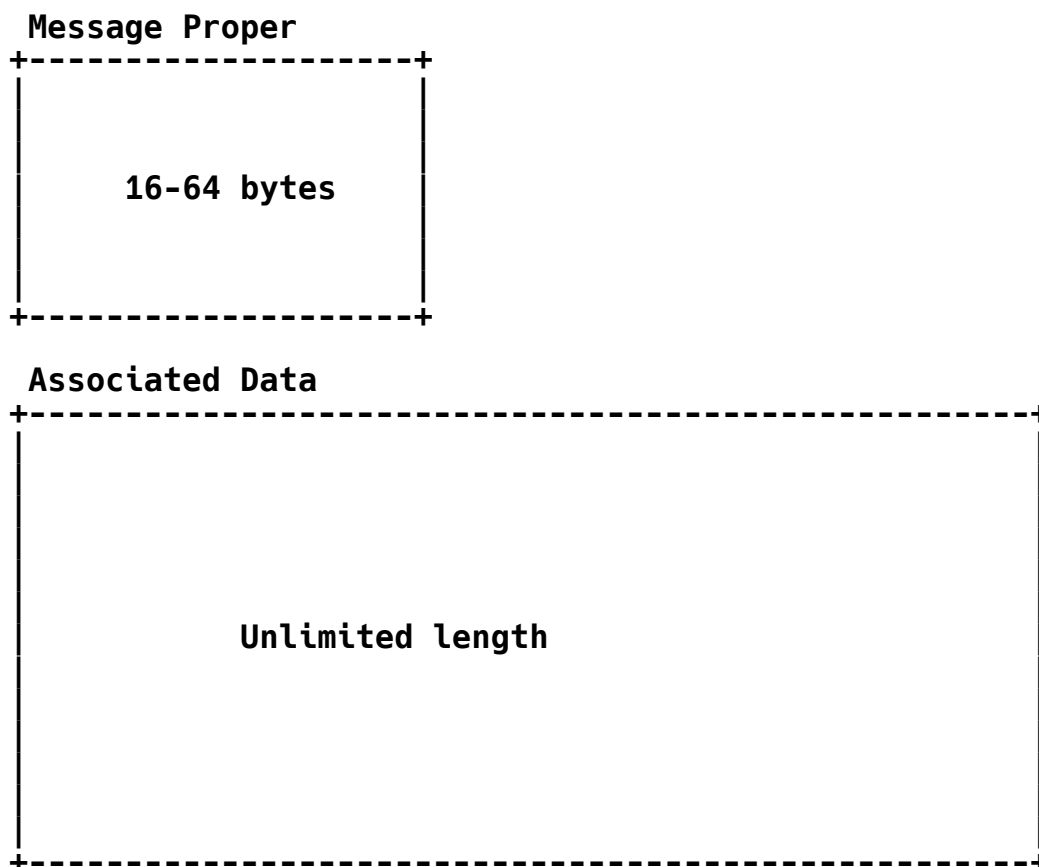 Message Proper
16-64 bytes
Associated Data
Unlimited length